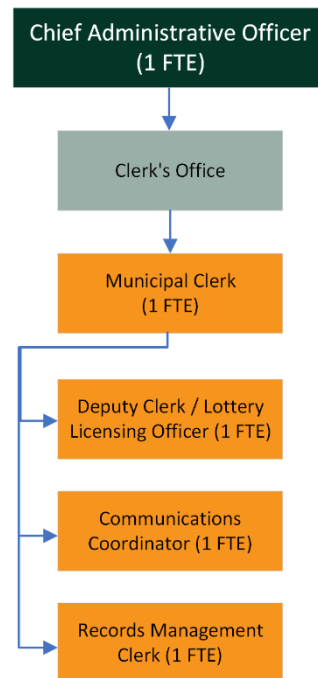 Chief Administrative Officer
(1 FTE)
Clerk's Office
Municipal Clerk
(1 FTE)
Deputy Clerk / Lottery
Licensing Officer (1 FTE)
Communications
Coordinator (1 FTE)
Records Management
Clerk (1 FTE)